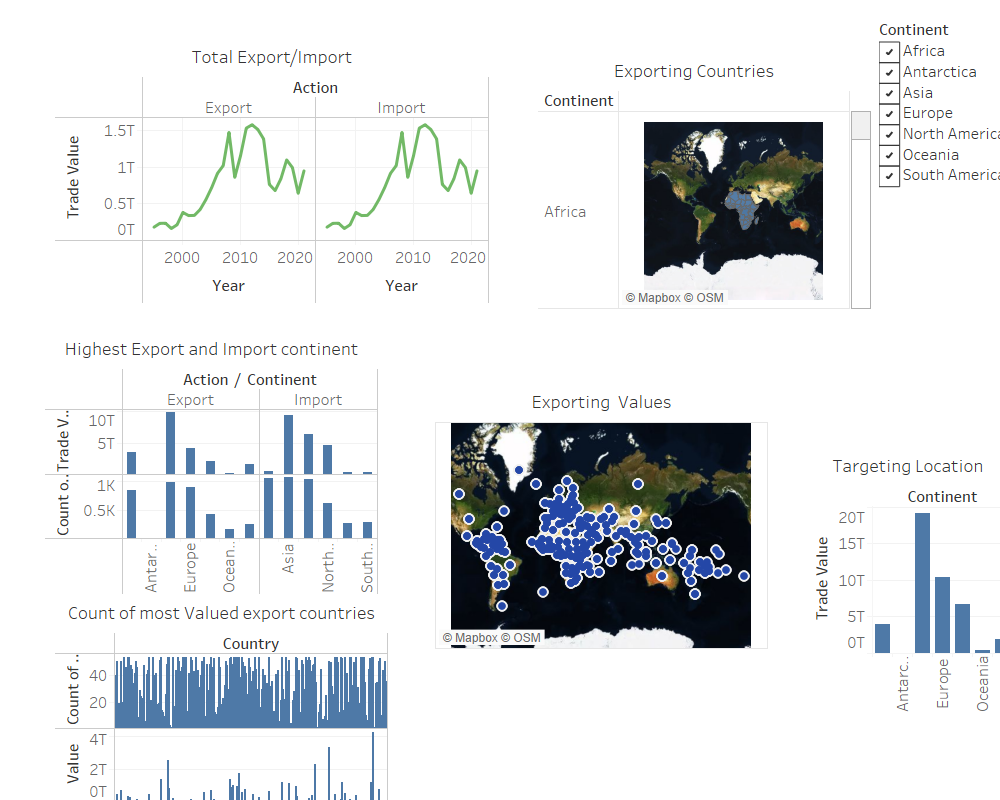 Total Export/Import
Action
Export Import
Trade Value
1.5T
1T
0.5T
0T
2000 2010 2020 2000 2010 2020
Year Year
Exporting Countries
Continent
Africa
© Mapbox © OSM
Continent
Africa
Antarctica
Asia
Europe
North America
Oceania
South America
Highest Export and Import continent
Action / Continent
Export Import
Trade V..
10T
5T
Count o..
1K
0.5K
Antar.. Europe Ocean.. Asia North.. South..
Count of most Valued export countries
Country
Count of ..
40
20
Value
4T
2T
0T
Exporting Values
© Mapbox © OSM
Targeting Location
Continent
Trade Value
20T
15T
10T
5T
0T
Antarc.. Europe Oceania